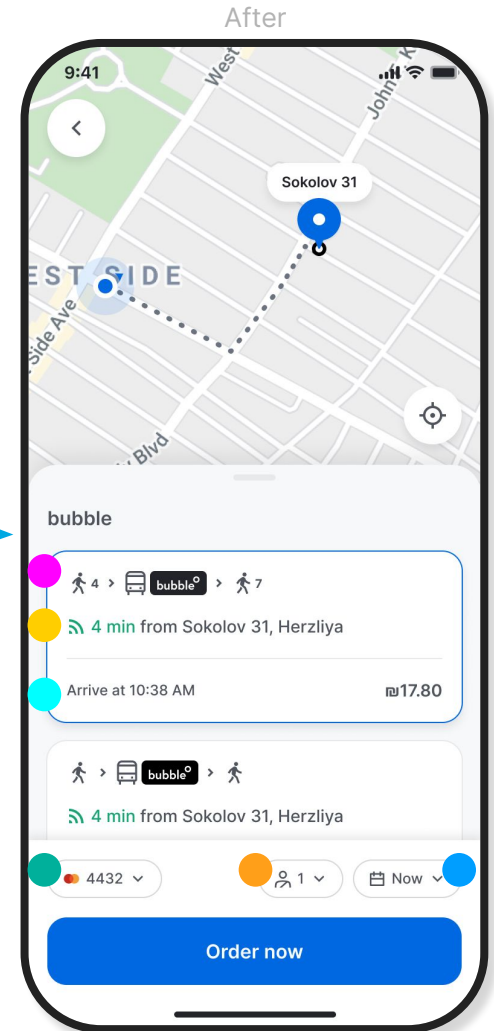 After
9:41
West
John K
Sokolov 31
EST SIDE
Side Ave
y Blvd
bubble
4 > bubble > 7
4 min from Sokolov 31, Herzliya
Arrive at 10:38 AM ₪17.80
> bubble >
4 min from Sokolov 31, Herzliya
4432 1 Now
Order now